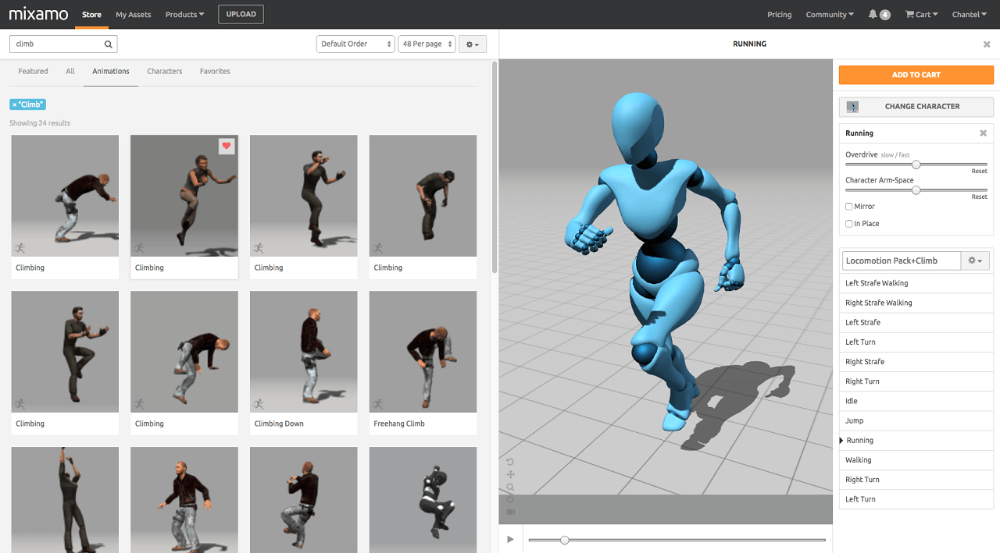 mixamo Store My Assets Products UPLOAD Pricing Community 4 Cart Chantel
climb Default Order 48 Per page
RUNNING
Featured All Animations Characters Favorites
× "Climb"
Showing 24 results
Climbing Climbing Climbing Climbing
Climbing Climbing Climbing Down Freehang Climb
ADD TO CART
CHANGE CHARACTER
Running
Overdrive slow / fast
Reset
Character Arm-Space
Reset
Mirror
In Place
Locomotion Pack+Climb
Left Strafe Walking
Right Strafe Walking
Left Strafe
Left Turn
Right Strafe
Right Turn
Idle
Jump
Running
Walking
Right Turn
Left Turn